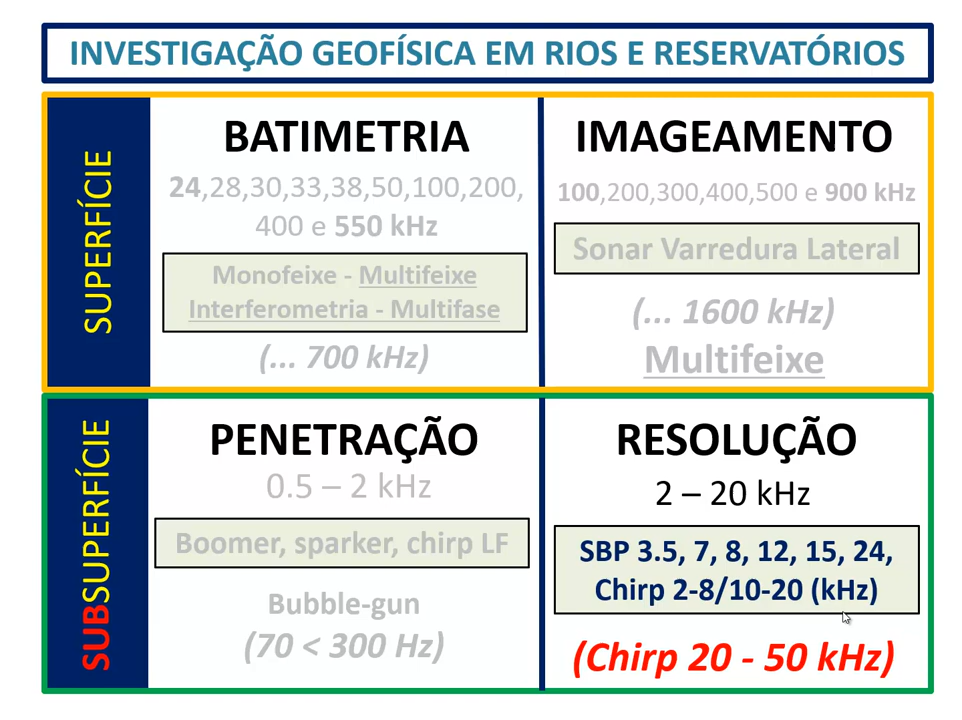 INVESTIGAÇÃO GEOFÍSICA EM RIOS E RESERVATÓRIOS
SUPERFÍCIE
BATIMETRIA
24,28,30,33,38,50,100,200,
400 e 550 kHz
Monofeixe - Multifeixe
Interferometria - Multifase
(... 700 kHz)
IMAGEAMENTO
100,200,300,400,500 e 900 kHz
Sonar Varredura Lateral
(... 1600 kHz)
Multifeixe
SUBSUPERFÍCIE
PENETRAÇÃO
0.5 – 2 kHz
Boomer, sparker, chirp LF
Bubble-gun
(70 < 300 Hz)
RESOLUÇÃO
2 – 20 kHz
SBP 3.5, 7, 8, 12, 15, 24,
Chirp 2-8/10-20 (kHz)
(Chirp 20 - 50 kHz)